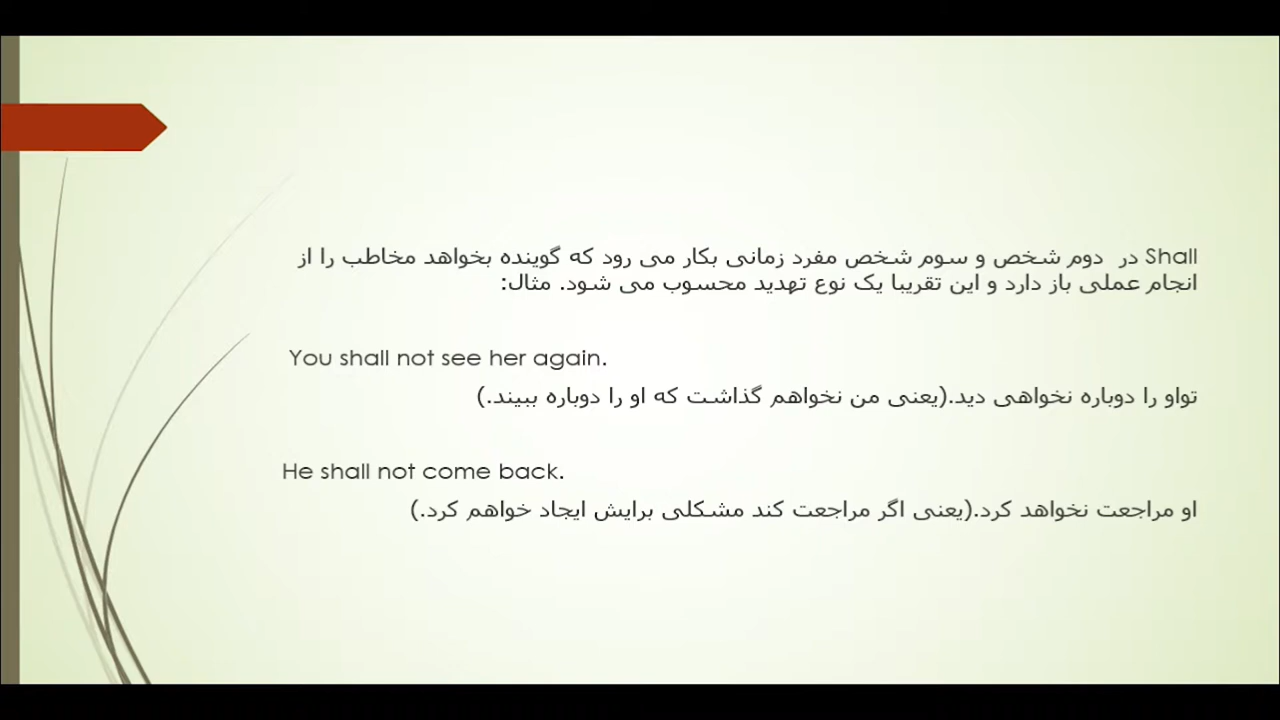 Shall در دوم شخص و سوم شخص مفرد زمانی بکار می رود که گوینده بخواهد مخاطب را از
انجام عملی باز دارد و این تقریبا یک نوع تهدید محسوب می شود. مثال:
You shall not see her again.
تواو را دوباره نخواهی دید.(یعنی من نخواهم گذاشت که او را دوباره ببیند.)
He shall not come back.
او مراجعت نخواهد کرد.(یعنی اگر مراجعت کند مشکلی برایش ایجاد خواهم کرد.)